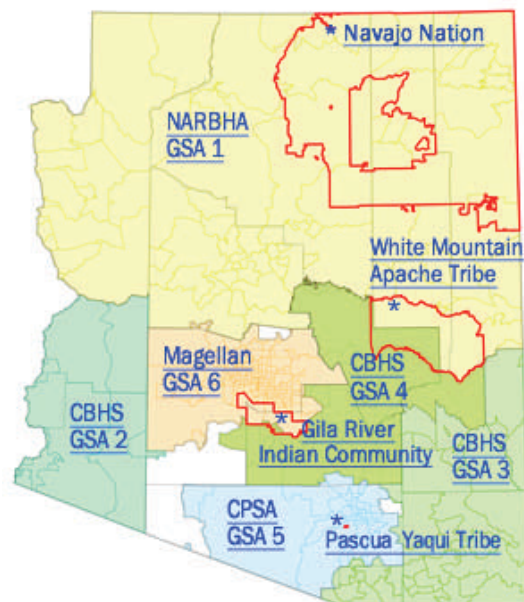 * Navajo Nation
NARBHA
GSA 1
White Mountain
Apache Tribe
*
Magellan
GSA 6
CBHS
GSA 4
CBHS
GSA 2
* Gila River
Indian Community
CBHS
GSA 3
CPSA
GSA 5
*
Pascua Yaqui Tribe